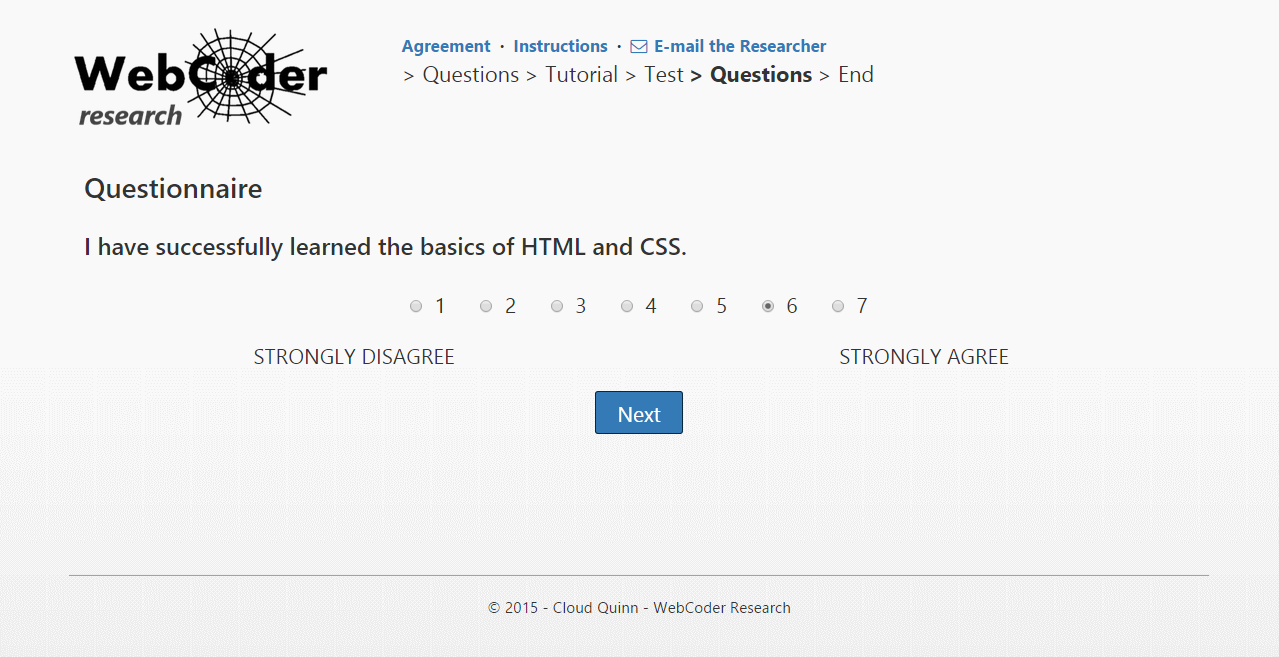 WebCoder
research
Agreement · Instructions · E-mail the Researcher
> Questions > Tutorial > Test > Questions > End
Questionnaire
I have successfully learned the basics of HTML and CSS.
1 2 3 4 5 6 7
STRONGLY DISAGREE STRONGLY AGREE
Next
© 2015 - Cloud Quinn - WebCoder Research